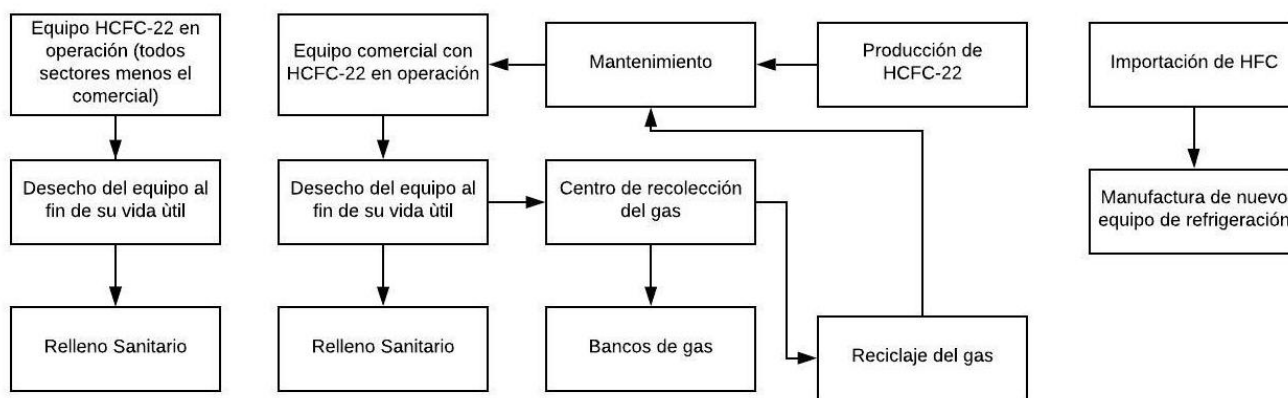 Equipo HCFC-22 en
operación (todos
sectores menos el
comercial)
Equipo comercial con
HCFC-22 en operación
Mantenimiento
Producción de
HCFC-22
Importación de HFC
Desecho del equipo al
fin de su vida ùtil
Desecho del equipo al
fin de su vida ùtil
Centro de recolección
del gas
Manufactura de nuevo
equipo de refrigeración
Relleno Sanitario
Relleno Sanitario
Bancos de gas
Reciclaje del gas